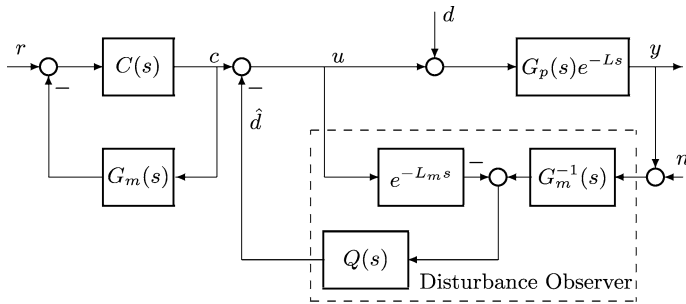 d
r
C(s)
c
u
G_p(s)e^{-Ls}
y
−
−
d̂
G_m(s)
e^{-L_m s}
−
G_m^{-1}(s)
n
Q(s)
Disturbance Observer